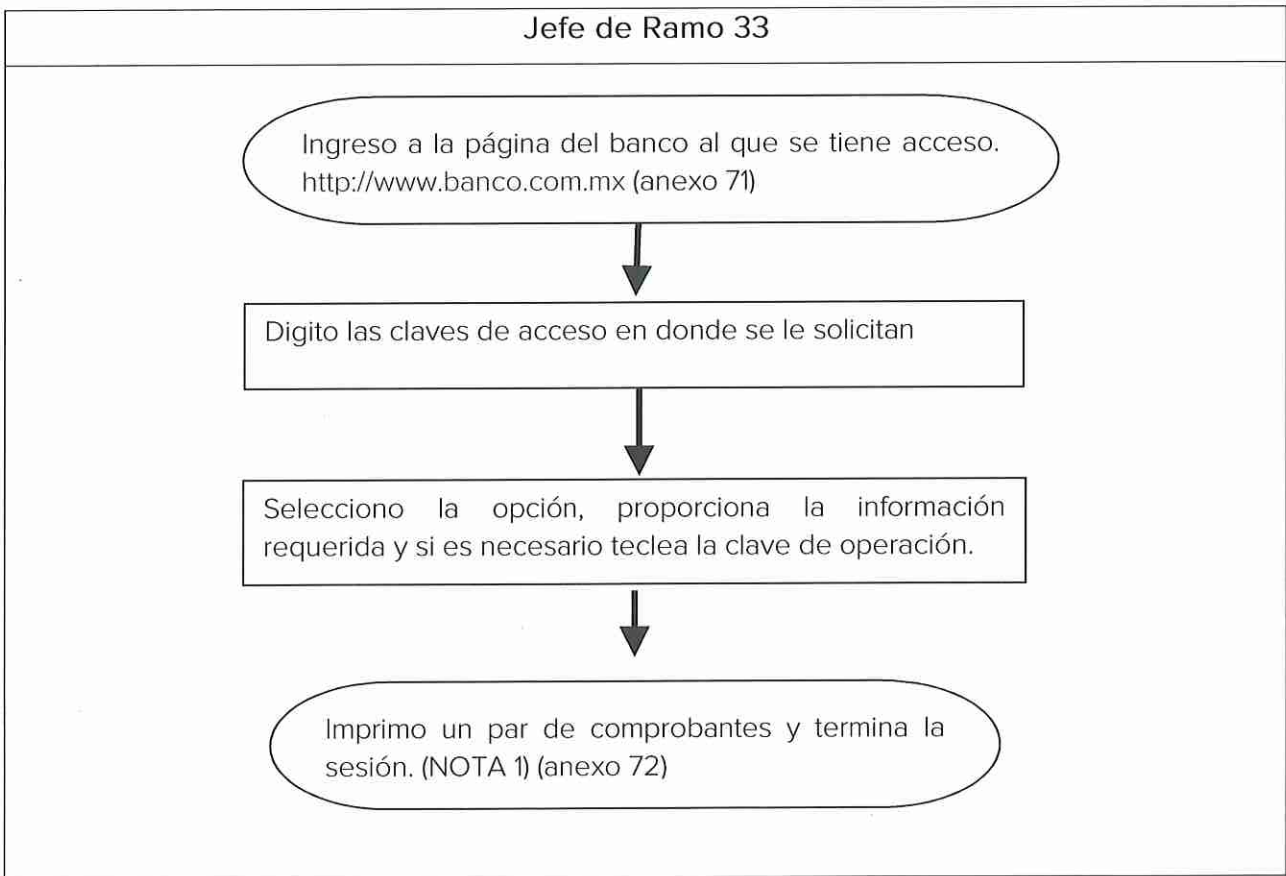 Jefe de Ramo 33
Ingreso a la página del banco al que se tiene acceso.
http://www.banco.com.mx (anexo 71)
Digito las claves de acceso en donde se le solicitan
Selecciono la opción, proporciona la información
requerida y si es necesario teclea la clave de operación.
Imprimo un par de comprobantes y termina la
sesión. (NOTA 1) (anexo 72)